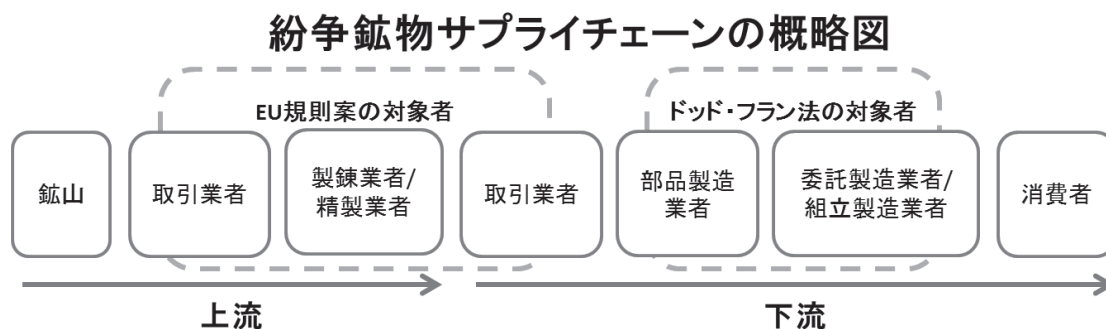 紛争鉱物サプライチェーンの概略図
EU規則案の対象者
ドッド・フラン法の対象者
鉱山
取引業者
製錬業者/
精製業者
取引業者
部品製造
業者
委託製造業者/
組立製造業者
消費者
上流
下流